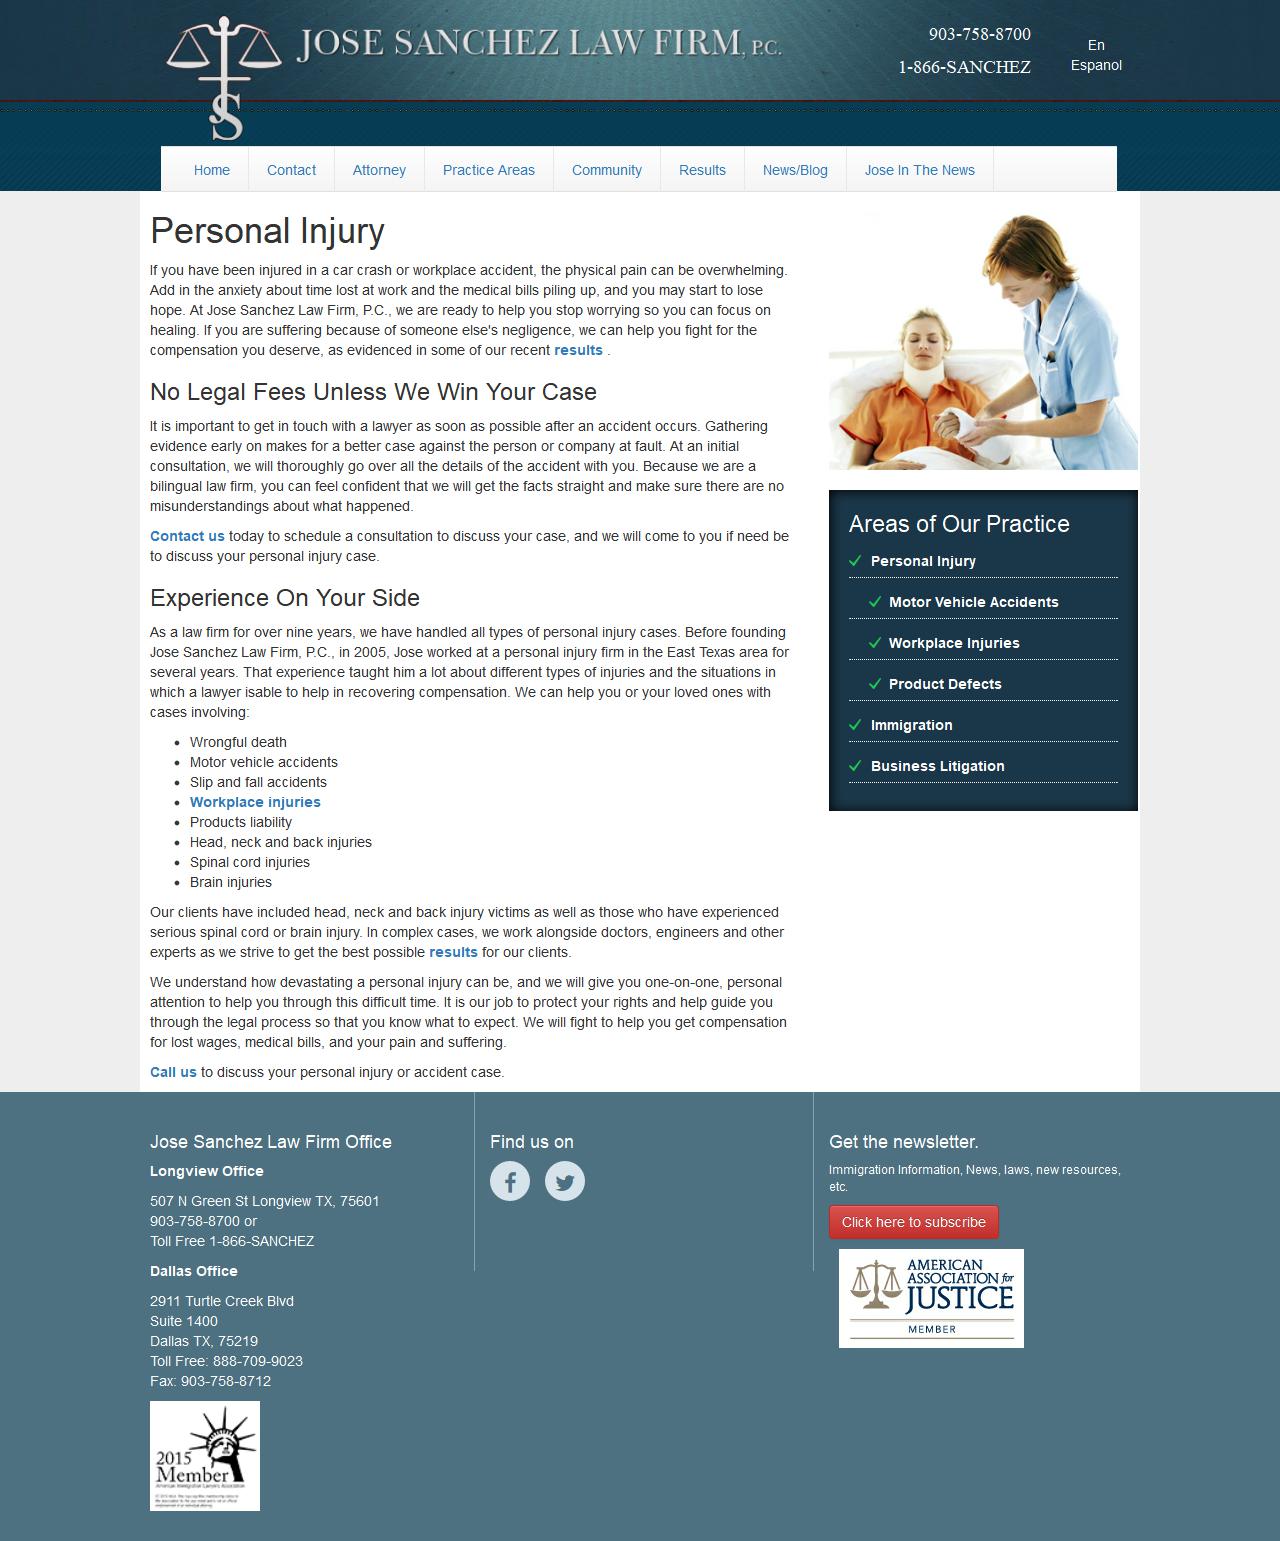 JOSE SANCHEZ LAW FIRM, P.C.
JS
903-758-8700
1-866-SANCHEZ
En
Espanol
Home
Contact
Attorney
Practice Areas
Community
Results
News/Blog
Jose In The News
Personal Injury
If you have been injured in a car crash or workplace accident, the physical pain can be overwhelming.
Add in the anxiety about time lost at work and the medical bills piling up, and you may start to lose
hope. At Jose Sanchez Law Firm, P.C., we are ready to help you stop worrying so you can focus on
healing. If you are suffering because of someone else's negligence, we can help you fight for the
compensation you deserve, as evidenced in some of our recent results .
No Legal Fees Unless We Win Your Case
It is important to get in touch with a lawyer as soon as possible after an accident occurs. Gathering
evidence early on makes for a better case against the person or company at fault. At an initial
consultation, we will thoroughly go over all the details of the accident with you. Because we are a
bilingual law firm, you can feel confident that we will get the facts straight and make sure there are no
misunderstandings about what happened.
Contact us today to schedule a consultation to discuss your case, and we will come to you if need be
to discuss your personal injury case.
Experience On Your Side
As a law firm for over nine years, we have handled all types of personal injury cases. Before founding
Jose Sanchez Law Firm, P.C., in 2005, Jose worked at a personal injury firm in the East Texas area for
several years. That experience taught him a lot about different types of injuries and the situations in
which a lawyer isable to help in recovering compensation. We can help you or your loved ones with
cases involving:
Wrongful death
Motor vehicle accidents
Slip and fall accidents
Workplace injuries
Products liability
Head, neck and back injuries
Spinal cord injuries
Brain injuries
Our clients have included head, neck and back injury victims as well as those who have experienced
serious spinal cord or brain injury. In complex cases, we work alongside doctors, engineers and other
experts as we strive to get the best possible results for our clients.
We understand how devastating a personal injury can be, and we will give you one-on-one, personal
attention to help you through this difficult time. It is our job to protect your rights and help guide you
through the legal process so that you know what to expect. We will fight to help you get compensation
for lost wages, medical bills, and your pain and suffering.
Call us to discuss your personal injury or accident case.
Areas of Our Practice
Personal Injury
Motor Vehicle Accidents
Workplace Injuries
Product Defects
Immigration
Business Litigation
Jose Sanchez Law Firm Office
Longview Office
507 N Green St Longview TX, 75601
903-758-8700 or
Toll Free 1-866-SANCHEZ
Dallas Office
2911 Turtle Creek Blvd
Suite 1400
Dallas TX, 75219
Toll Free: 888-709-9023
Fax: 903-758-8712
2015
Member
American Immigration Lawyers Association
Find us on
Get the newsletter.
Immigration Information, News, laws, new resources,
etc.
Click here to subscribe
AMERICAN
ASSOCIATION for
JUSTICE
MEMBER